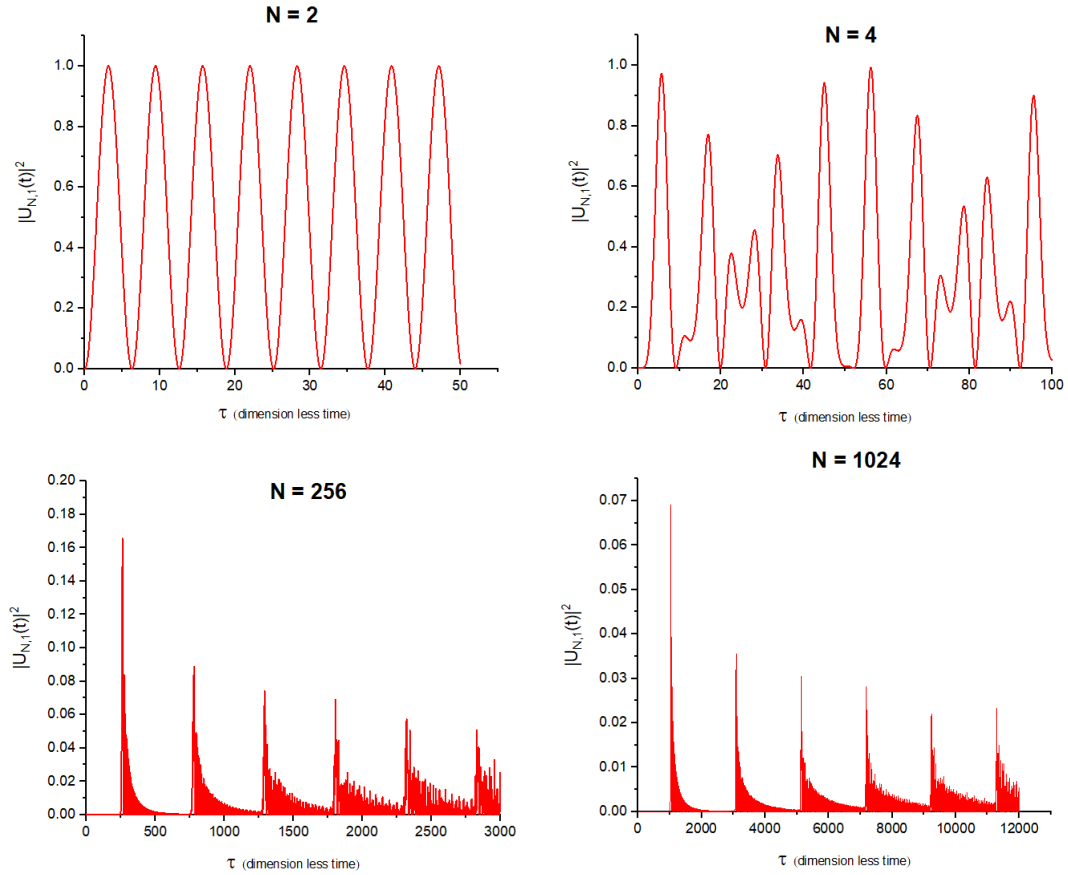 N = 2
1.0
0.8
0.6
0.4
0.2
0.0
|U_{N,1}(t)|^2
0 10 20 30 40 50
τ (dimension less time)
N = 4
1.0
0.8
0.6
0.4
0.2
0.0
|U_{N,1}(t)|^2
0 20 40 60 80 100
τ (dimension less time)
N = 256
0.20
0.18
0.16
0.14
0.12
0.10
0.08
0.06
0.04
0.02
0.00
|U_{N,1}(t)|^2
0 500 1000 1500 2000 2500 3000
τ (dimension less time)
N = 1024
0.07
0.06
0.05
0.04
0.03
0.02
0.01
0.00
|U_{N,1}(t)|^2
0 2000 4000 6000 8000 10000 12000
τ (dimension less time)